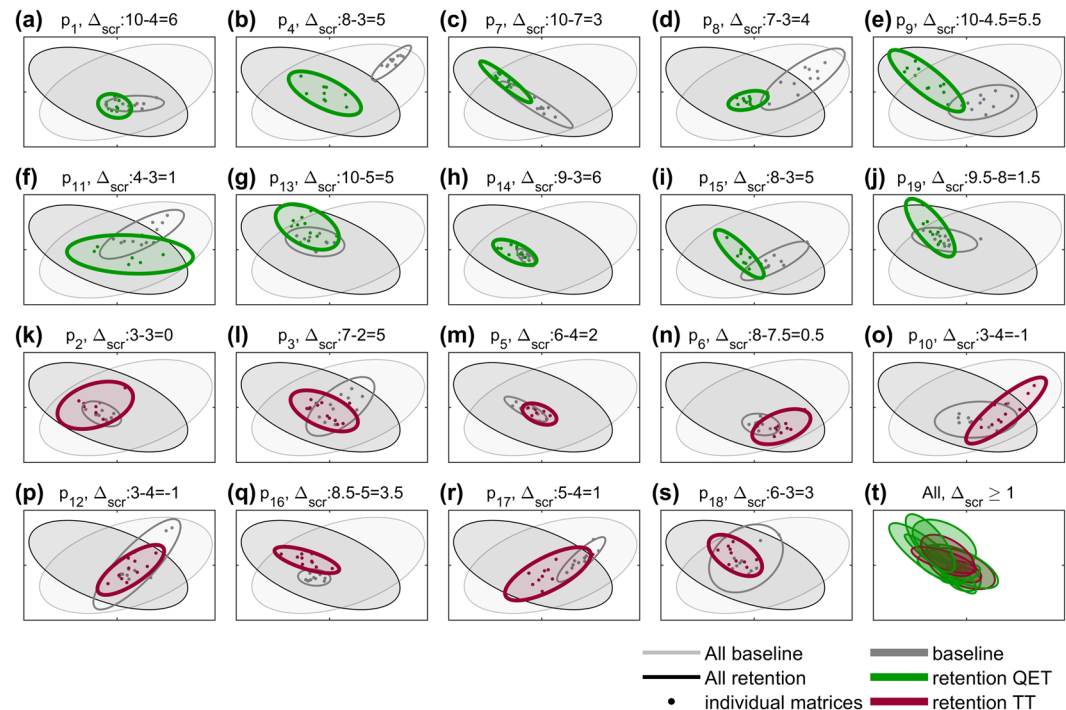 (a) p1, Δscr:10-4=6
(b) p4, Δscr:8-3=5
(c) p7, Δscr:10-7=3
(d) p8, Δscr:7-3=4
(e) p9, Δscr:10-4.5=5.5
(f) p11, Δscr:4-3=1
(g) p13, Δscr:10-5=5
(h) p14, Δscr:9-3=6
(i) p15, Δscr:8-3=5
(j) p19, Δscr:9.5-8=1.5
(k) p2, Δscr:3-3=0
(l) p3, Δscr:7-2=5
(m) p5, Δscr:6-4=2
(n) p6, Δscr:8-7.5=0.5
(o) p10, Δscr:3-4=-1
(p) p12, Δscr:3-4=-1
(q) p16, Δscr:8.5-5=3.5
(r) p17, Δscr:5-4=1
(s) p18, Δscr:6-3=3
(t) All, Δscr ≥ 1
All baseline
All retention
individual matrices
baseline
retention QET
retention TT